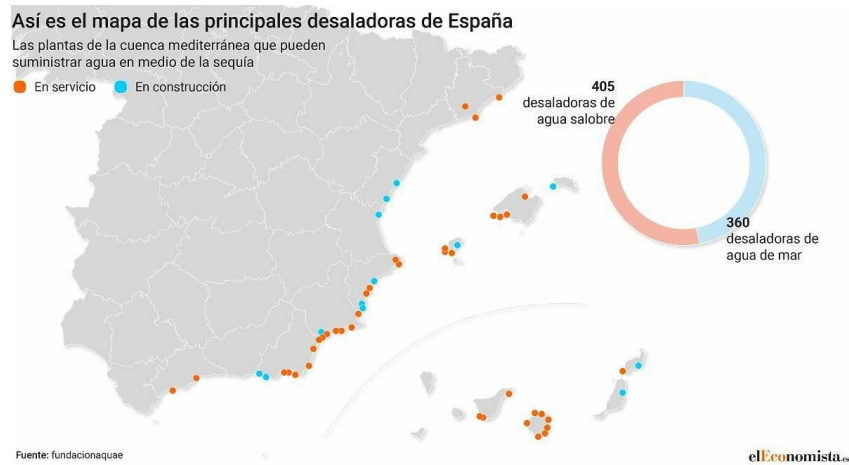 Así es el mapa de las principales desaladoras de España
Las plantas de la cuenca mediterránea que pueden
suministrar agua en medio de la sequía
En servicio
En construcción
405
desaladoras de
agua salobre
360
desaladoras de
agua de mar
Fuente: fundacionaquae
elEconomista.es